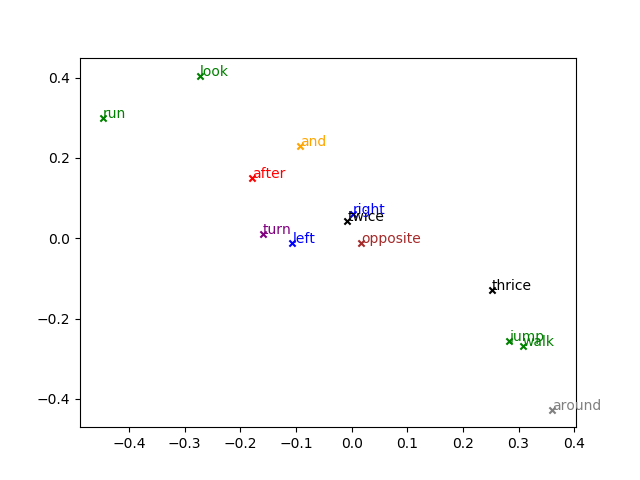 0.4
0.2
0.0
−0.2
−0.4
look
run
and
after
right
twice
turn
left
opposite
thrice
jump
walk
around
−0.4 −0.3 −0.2 −0.1 0.0 0.1 0.2 0.3 0.4